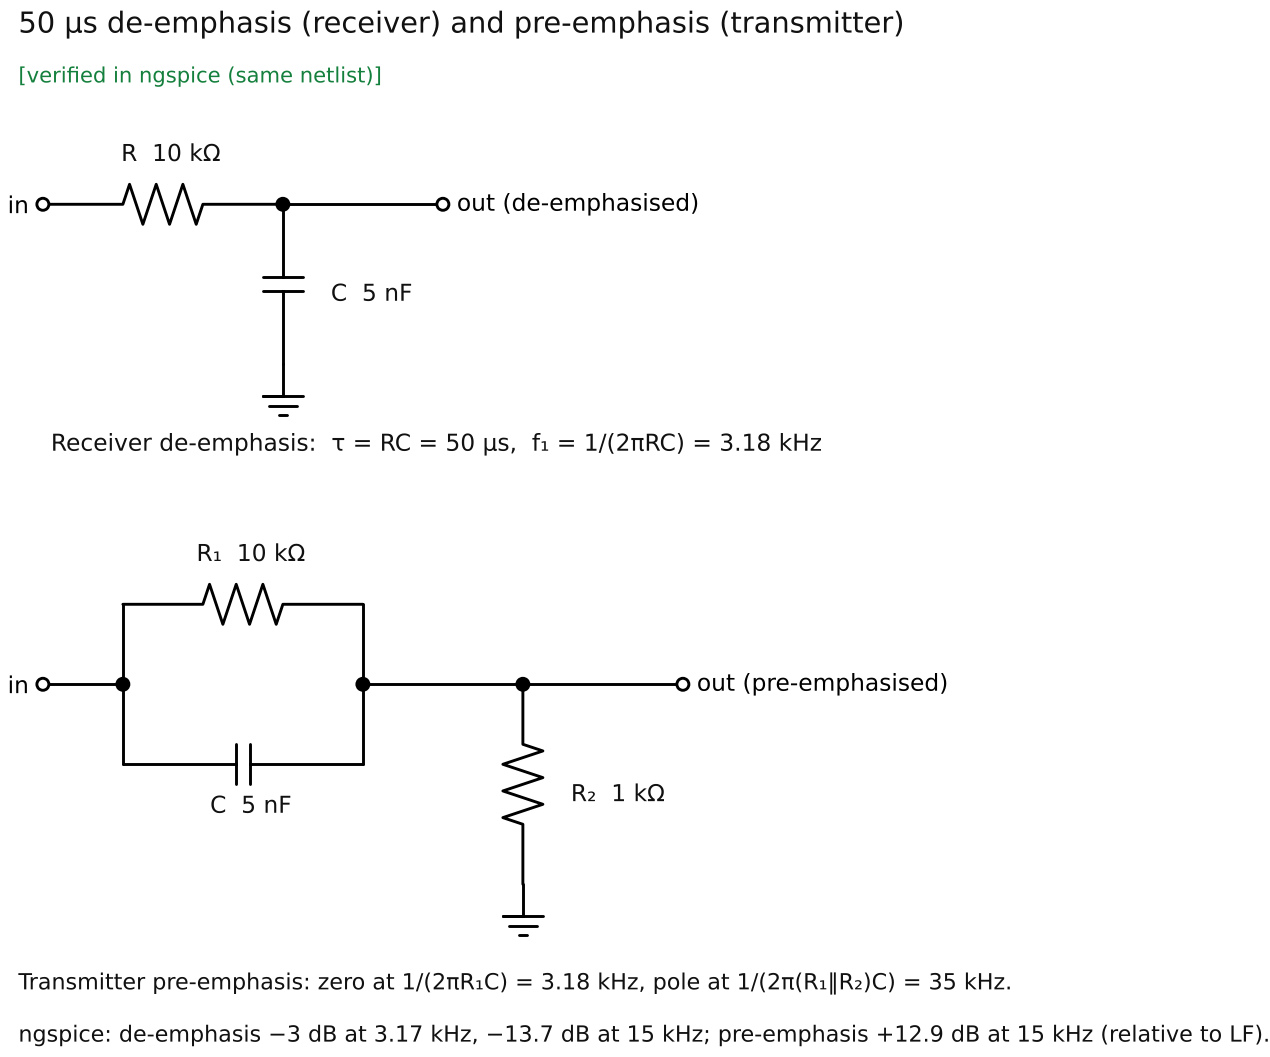 50 µs de-emphasis (receiver) and pre-emphasis (transmitter)
[verified in ngspice (same netlist)]
R  10 kΩ
in
out (de-emphasised)
C  5 nF
Receiver de-emphasis:  τ = RC = 50 µs,  f₁ = 1/(2πRC) = 3.18 kHz
R₁  10 kΩ
in
out (pre-emphasised)
C  5 nF
R₂  1 kΩ
Transmitter pre-emphasis: zero at 1/(2πR₁C) = 3.18 kHz, pole at 1/(2π(R₁∥R₂)C) = 35 kHz.
ngspice: de-emphasis −3 dB at 3.17 kHz, −13.7 dB at 15 kHz; pre-emphasis +12.9 dB at 15 kHz (relative to LF).